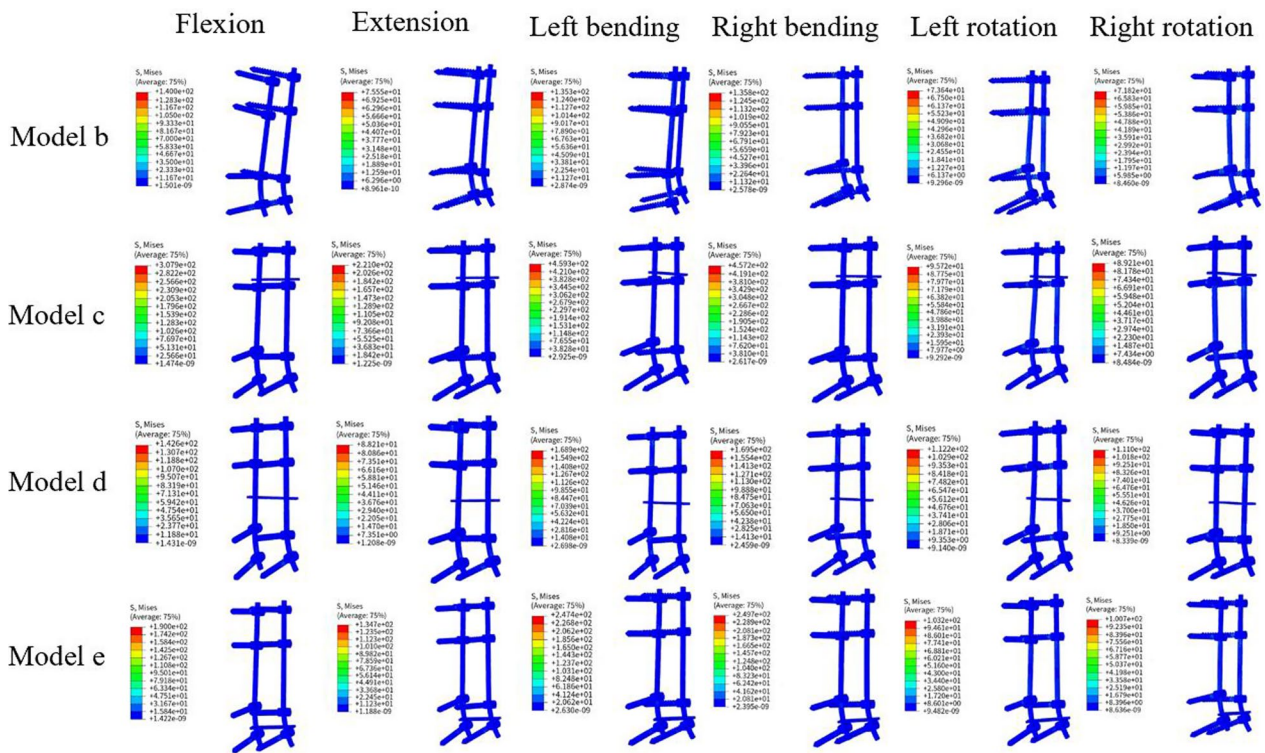 Flexion
Extension
Left bending
Right bending
Left rotation
Right rotation
Model b
S, Mises
(Average: 75%)
+1.400e+02
+1.283e+02
+1.167e+02
+1.050e+02
+9.333e+01
+8.167e+01
+7.000e+01
+5.833e+01
+4.667e+01
+3.500e+01
+2.333e+01
+1.167e+01
+1.501e-09
S, Mises
(Average: 75%)
+7.555e+01
+6.925e+01
+6.296e+01
+5.666e+01
+5.036e+01
+4.407e+01
+3.777e+01
+3.148e+01
+2.518e+01
+1.889e+01
+1.259e+01
+6.296e+00
+8.961e-10
S, Mises
(Average: 75%)
+1.353e+02
+1.240e+02
+1.127e+02
+1.014e+02
+9.017e+01
+7.890e+01
+6.763e+01
+5.636e+01
+4.509e+01
+3.381e+01
+2.254e+01
+1.127e+01
+2.874e-09
S, Mises
(Average: 75%)
+1.358e+02
+1.245e+02
+1.132e+02
+1.019e+02
+9.055e+01
+7.923e+01
+6.791e+01
+5.659e+01
+4.527e+01
+3.396e+01
+2.264e+01
+1.132e+01
+2.578e-09
S, Mises
(Average: 75%)
+7.364e+01
+6.750e+01
+6.137e+01
+5.523e+01
+4.909e+01
+4.296e+01
+3.682e+01
+3.068e+01
+2.455e+01
+1.841e+01
+1.227e+01
+6.137e+00
+9.296e-09
S, Mises
(Average: 75%)
+7.182e+01
+6.583e+01
+5.985e+01
+5.386e+01
+4.788e+01
+4.189e+01
+3.591e+01
+2.992e+01
+2.394e+01
+1.795e+01
+1.197e+01
+5.985e+00
+8.460e-09
Model c
S, Mises
(Average: 75%)
+3.079e+02
+2.822e+02
+2.566e+02
+2.309e+02
+2.053e+02
+1.796e+02
+1.539e+02
+1.283e+02
+1.026e+02
+7.697e+01
+5.131e+01
+2.566e+01
+1.474e-09
S, Mises
(Average: 75%)
+2.210e+02
+2.026e+02
+1.842e+02
+1.657e+02
+1.473e+02
+1.289e+02
+1.105e+02
+9.208e+01
+7.366e+01
+5.525e+01
+3.683e+01
+1.842e+01
+1.225e-09
S, Mises
(Average: 75%)
+4.593e+02
+4.210e+02
+3.828e+02
+3.445e+02
+3.062e+02
+2.679e+02
+2.297e+02
+1.914e+02
+1.531e+02
+1.148e+02
+7.655e+01
+3.828e+01
+2.925e-09
S, Mises
(Average: 75%)
+4.572e+02
+4.191e+02
+3.810e+02
+3.429e+02
+3.048e+02
+2.667e+02
+2.286e+02
+1.905e+02
+1.524e+02
+1.143e+02
+7.620e+01
+3.810e+01
+2.617e-09
S, Mises
(Average: 75%)
+9.572e+01
+8.775e+01
+7.977e+01
+7.179e+01
+6.382e+01
+5.584e+01
+4.786e+01
+3.988e+01
+3.191e+01
+2.393e+01
+1.595e+01
+7.977e+00
+9.292e-09
S, Mises
(Average: 75%)
+8.921e+01
+8.178e+01
+7.434e+01
+6.691e+01
+5.948e+01
+5.204e+01
+4.461e+01
+3.717e+01
+2.974e+01
+2.230e+01
+1.487e+01
+7.434e+00
+8.484e-09
Model d
S, Mises
(Average: 75%)
+1.426e+02
+1.307e+02
+1.188e+02
+1.070e+02
+9.507e+01
+8.319e+01
+7.131e+01
+5.942e+01
+4.754e+01
+3.565e+01
+2.377e+01
+1.188e+01
+1.431e-09
S, Mises
(Average: 75%)
+8.821e+01
+8.086e+01
+7.351e+01
+6.616e+01
+5.881e+01
+5.146e+01
+4.411e+01
+3.676e+01
+2.940e+01
+2.205e+01
+1.470e+01
+7.351e+00
+1.208e-09
S, Mises
(Average: 75%)
+1.689e+02
+1.549e+02
+1.408e+02
+1.267e+02
+1.126e+02
+9.855e+01
+8.447e+01
+7.039e+01
+5.632e+01
+4.224e+01
+2.816e+01
+1.408e+01
+2.698e-09
S, Mises
(Average: 75%)
+1.695e+02
+1.554e+02
+1.413e+02
+1.271e+02
+1.130e+02
+9.888e+01
+8.475e+01
+7.063e+01
+5.650e+01
+4.238e+01
+2.825e+01
+1.413e+01
+2.459e-09
S, Mises
(Average: 75%)
+1.122e+02
+1.029e+02
+9.353e+01
+8.418e+01
+7.482e+01
+6.547e+01
+5.612e+01
+4.676e+01
+3.741e+01
+2.806e+01
+1.871e+01
+9.353e+00
+9.140e-09
S, Mises
(Average: 75%)
+1.110e+02
+1.018e+02
+9.251e+01
+8.326e+01
+7.401e+01
+6.476e+01
+5.551e+01
+4.626e+01
+3.700e+01
+2.775e+01
+1.850e+01
+9.251e+00
+8.339e-09
Model e
S, Mises
(Average: 75%)
+1.900e+02
+1.742e+02
+1.584e+02
+1.425e+02
+1.267e+02
+1.108e+02
+9.501e+01
+7.918e+01
+6.334e+01
+4.751e+01
+3.167e+01
+1.584e+01
+1.422e-09
S, Mises
(Average: 75%)
+1.347e+02
+1.235e+02
+1.123e+02
+1.010e+02
+8.982e+01
+7.859e+01
+6.736e+01
+5.614e+01
+4.491e+01
+3.368e+01
+2.245e+01
+1.123e+01
+1.188e-09
S, Mises
(Average: 75%)
+2.474e+02
+2.268e+02
+2.062e+02
+1.856e+02
+1.650e+02
+1.443e+02
+1.237e+02
+1.031e+02
+8.248e+01
+6.186e+01
+4.124e+01
+2.062e+01
+2.630e-09
S, Mises
(Average: 75%)
+2.497e+02
+2.289e+02
+2.081e+02
+1.873e+02
+1.665e+02
+1.457e+02
+1.248e+02
+1.040e+02
+8.323e+01
+6.242e+01
+4.162e+01
+2.081e+01
+2.395e-09
S, Mises
(Average: 75%)
+1.032e+02
+9.461e+01
+8.601e+01
+7.741e+01
+6.881e+01
+6.021e+01
+5.160e+01
+4.300e+01
+3.440e+01
+2.580e+01
+1.720e+01
+8.601e+00
+9.482e-09
S, Mises
(Average: 75%)
+1.007e+02
+9.235e+01
+8.396e+01
+7.556e+01
+6.716e+01
+5.877e+01
+5.037e+01
+4.198e+01
+3.358e+01
+2.519e+01
+1.679e+01
+8.396e+00
+8.636e-09